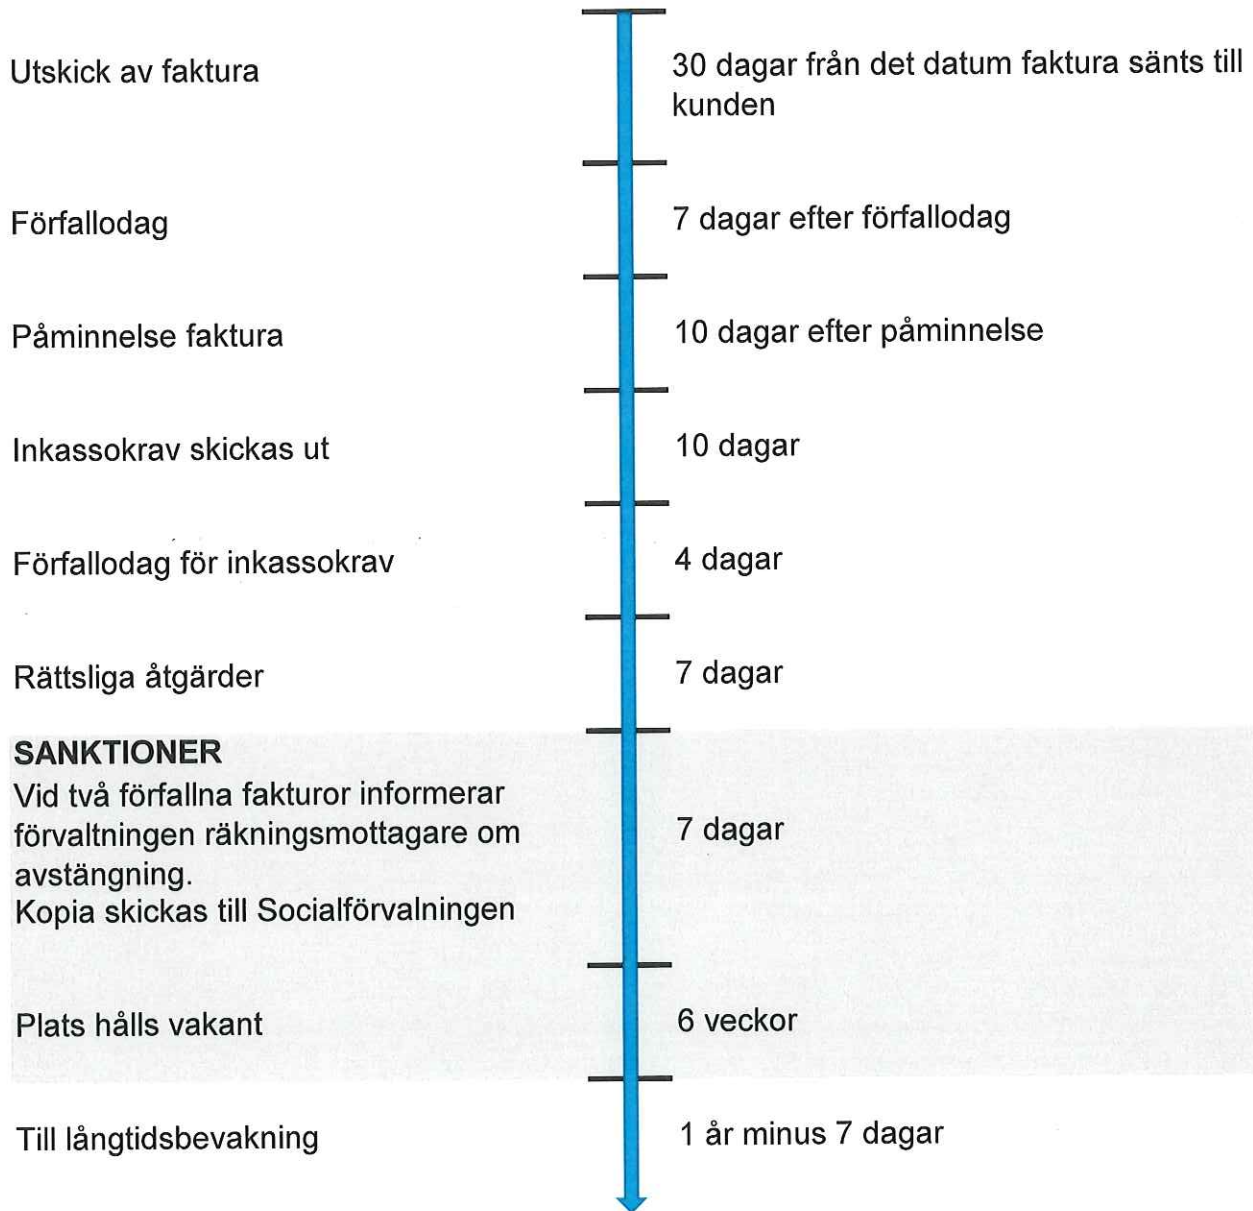 Utskick av faktura
30 dagar från det datum faktura sänts till
kunden
Förfallodag
7 dagar efter förfallodag
Påminnelse faktura
10 dagar efter påminnelse
Inkassokrav skickas ut
10 dagar
Förfallodag för inkassokrav
4 dagar
Rättsliga åtgärder
7 dagar
SANKTIONER
Vid två förfallna fakturor informerar
förvaltningen räkningsmottagare om
avstängning.
Kopia skickas till Socialförvalningen
7 dagar
Plats hålls vakant
6 veckor
Till långtidsbevakning
1 år minus 7 dagar